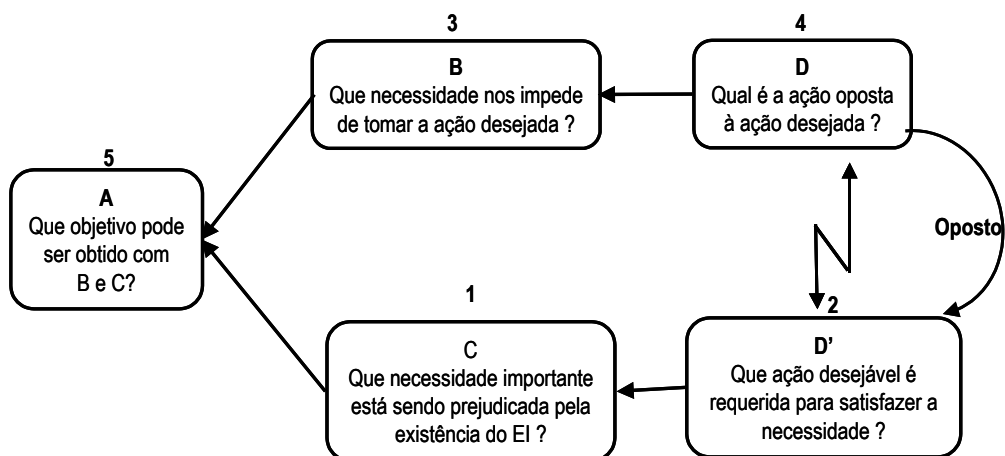 3
B
Que necessidade nos impede
de tomar a ação desejada ?
4
D
Qual é a ação oposta
à ação desejada ?
5
A
Que objetivo pode
ser obtido com
B e C?
Oposto
1
C
Que necessidade importante
está sendo prejudicada pela
existência do EI ?
2
D’
Que ação desejável é
requerida para satisfazer a
necessidade ?